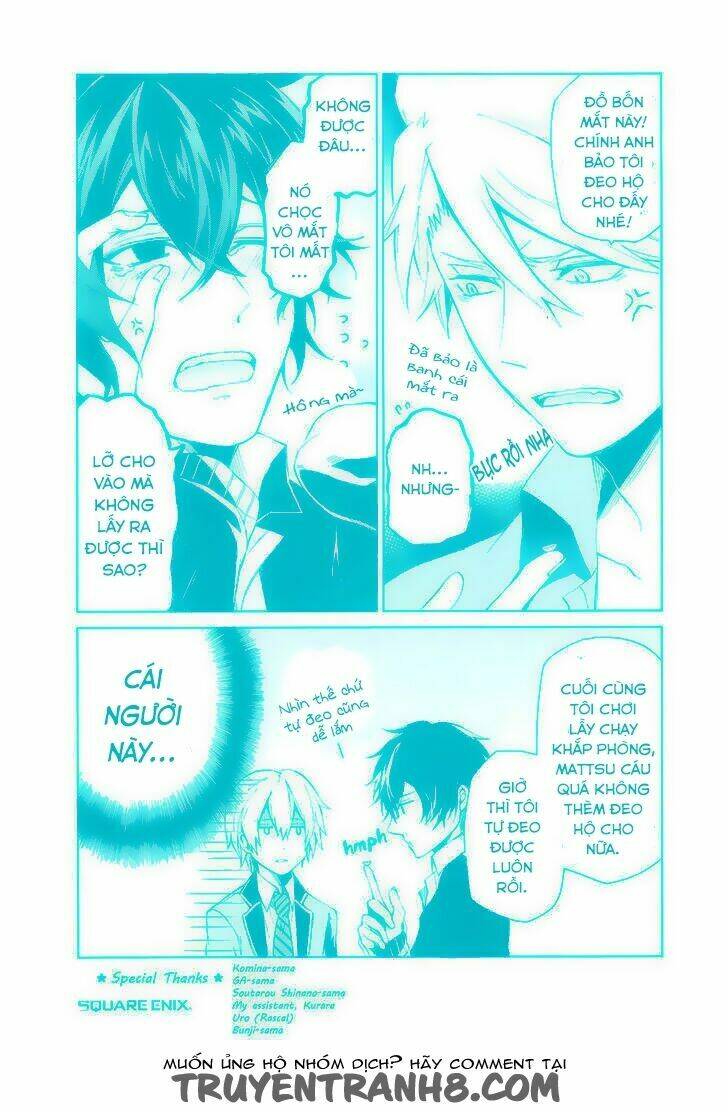 ĐỒ BỐN
MẮT NÀY!
CHÍNH ANH
BẢO TÔI
ĐEO HỘ
CHO ĐẤY
NHÉ!
Đã bảo là
banh cái
mắt ra
NH...
NHƯNG-
BỰC RỒI NHA
KHÔNG
ĐƯỢC
ĐÂU...
NÓ
CHỌC
VÔ MẮT
TÔI MẤT
...
Hông mà~
LỠ CHO
VÀO MÀ
KHÔNG
LẤY RA
ĐƯỢC THÌ
SAO?
CUỐI CÙNG
TÔI CHƠI
LẦY CHẠY
KHẮP PHÒNG,
MATTSU CÁU
QUÁ KHÔNG
THÈM ĐEO
HỘ CHO
NỮA.
GIỜ
THÌ TÔI
TỰ ĐEO
ĐƯỢC
LUÔN
RỒI.
Nhìn thế chứ
tự đeo cũng
dễ lắm
hmph
CÁI
NGƯỜI
NÀY...
* Special Thanks *
Komina-sama
GA-sama
Soutarou Shinano-sama
My assistant, Kurara
Uro (Rascal)
Bunji-sama
SQUARE ENIX.
MUỐN ỦNG HỘ NHÓM DỊCH? HÃY COMMENT TẠI
TRUYENTRANH8.COM